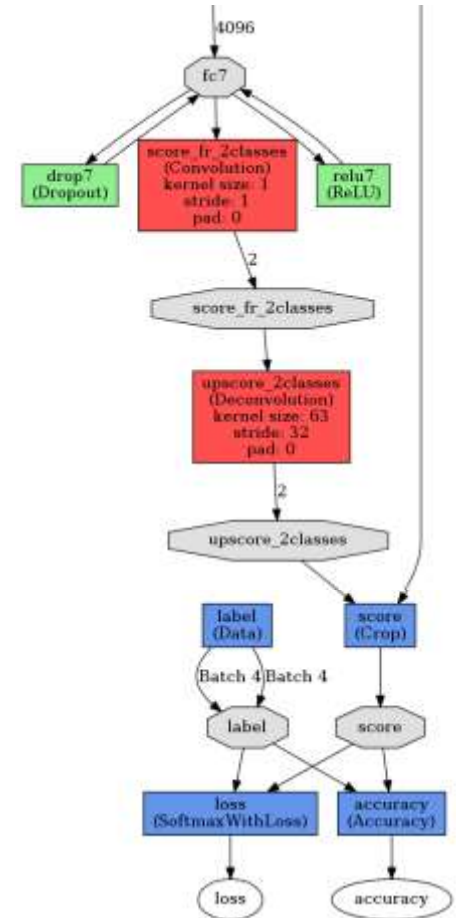 4096
fc7
drop7
(Dropout)
score_fr_2classes
(Convolution)
kernel size: 1
stride: 1
pad: 0
relu7
(ReLU)
2
score_fr_2classes
upscore_2classes
(Deconvolution)
kernel size: 63
stride: 32
pad: 0
2
upscore_2classes
label
(Data)
score
(Crop)
Batch 4
Batch 4
label
score
loss
(SoftmaxWithLoss)
accuracy
(Accuracy)
loss
accuracy